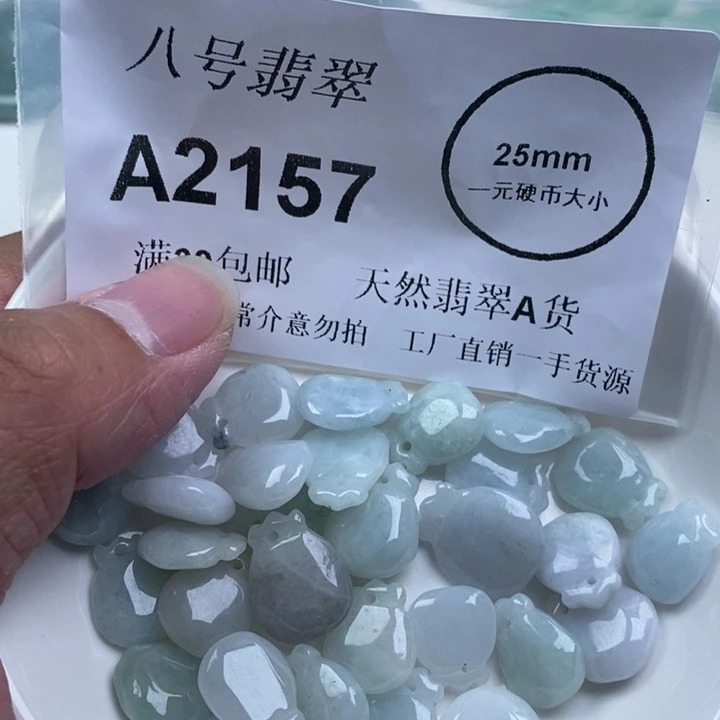 八号翡翠
A2157
25mm
一元硬币大小
满包邮
天然翡翠A货
常介意勿拍
工厂直销一手货源